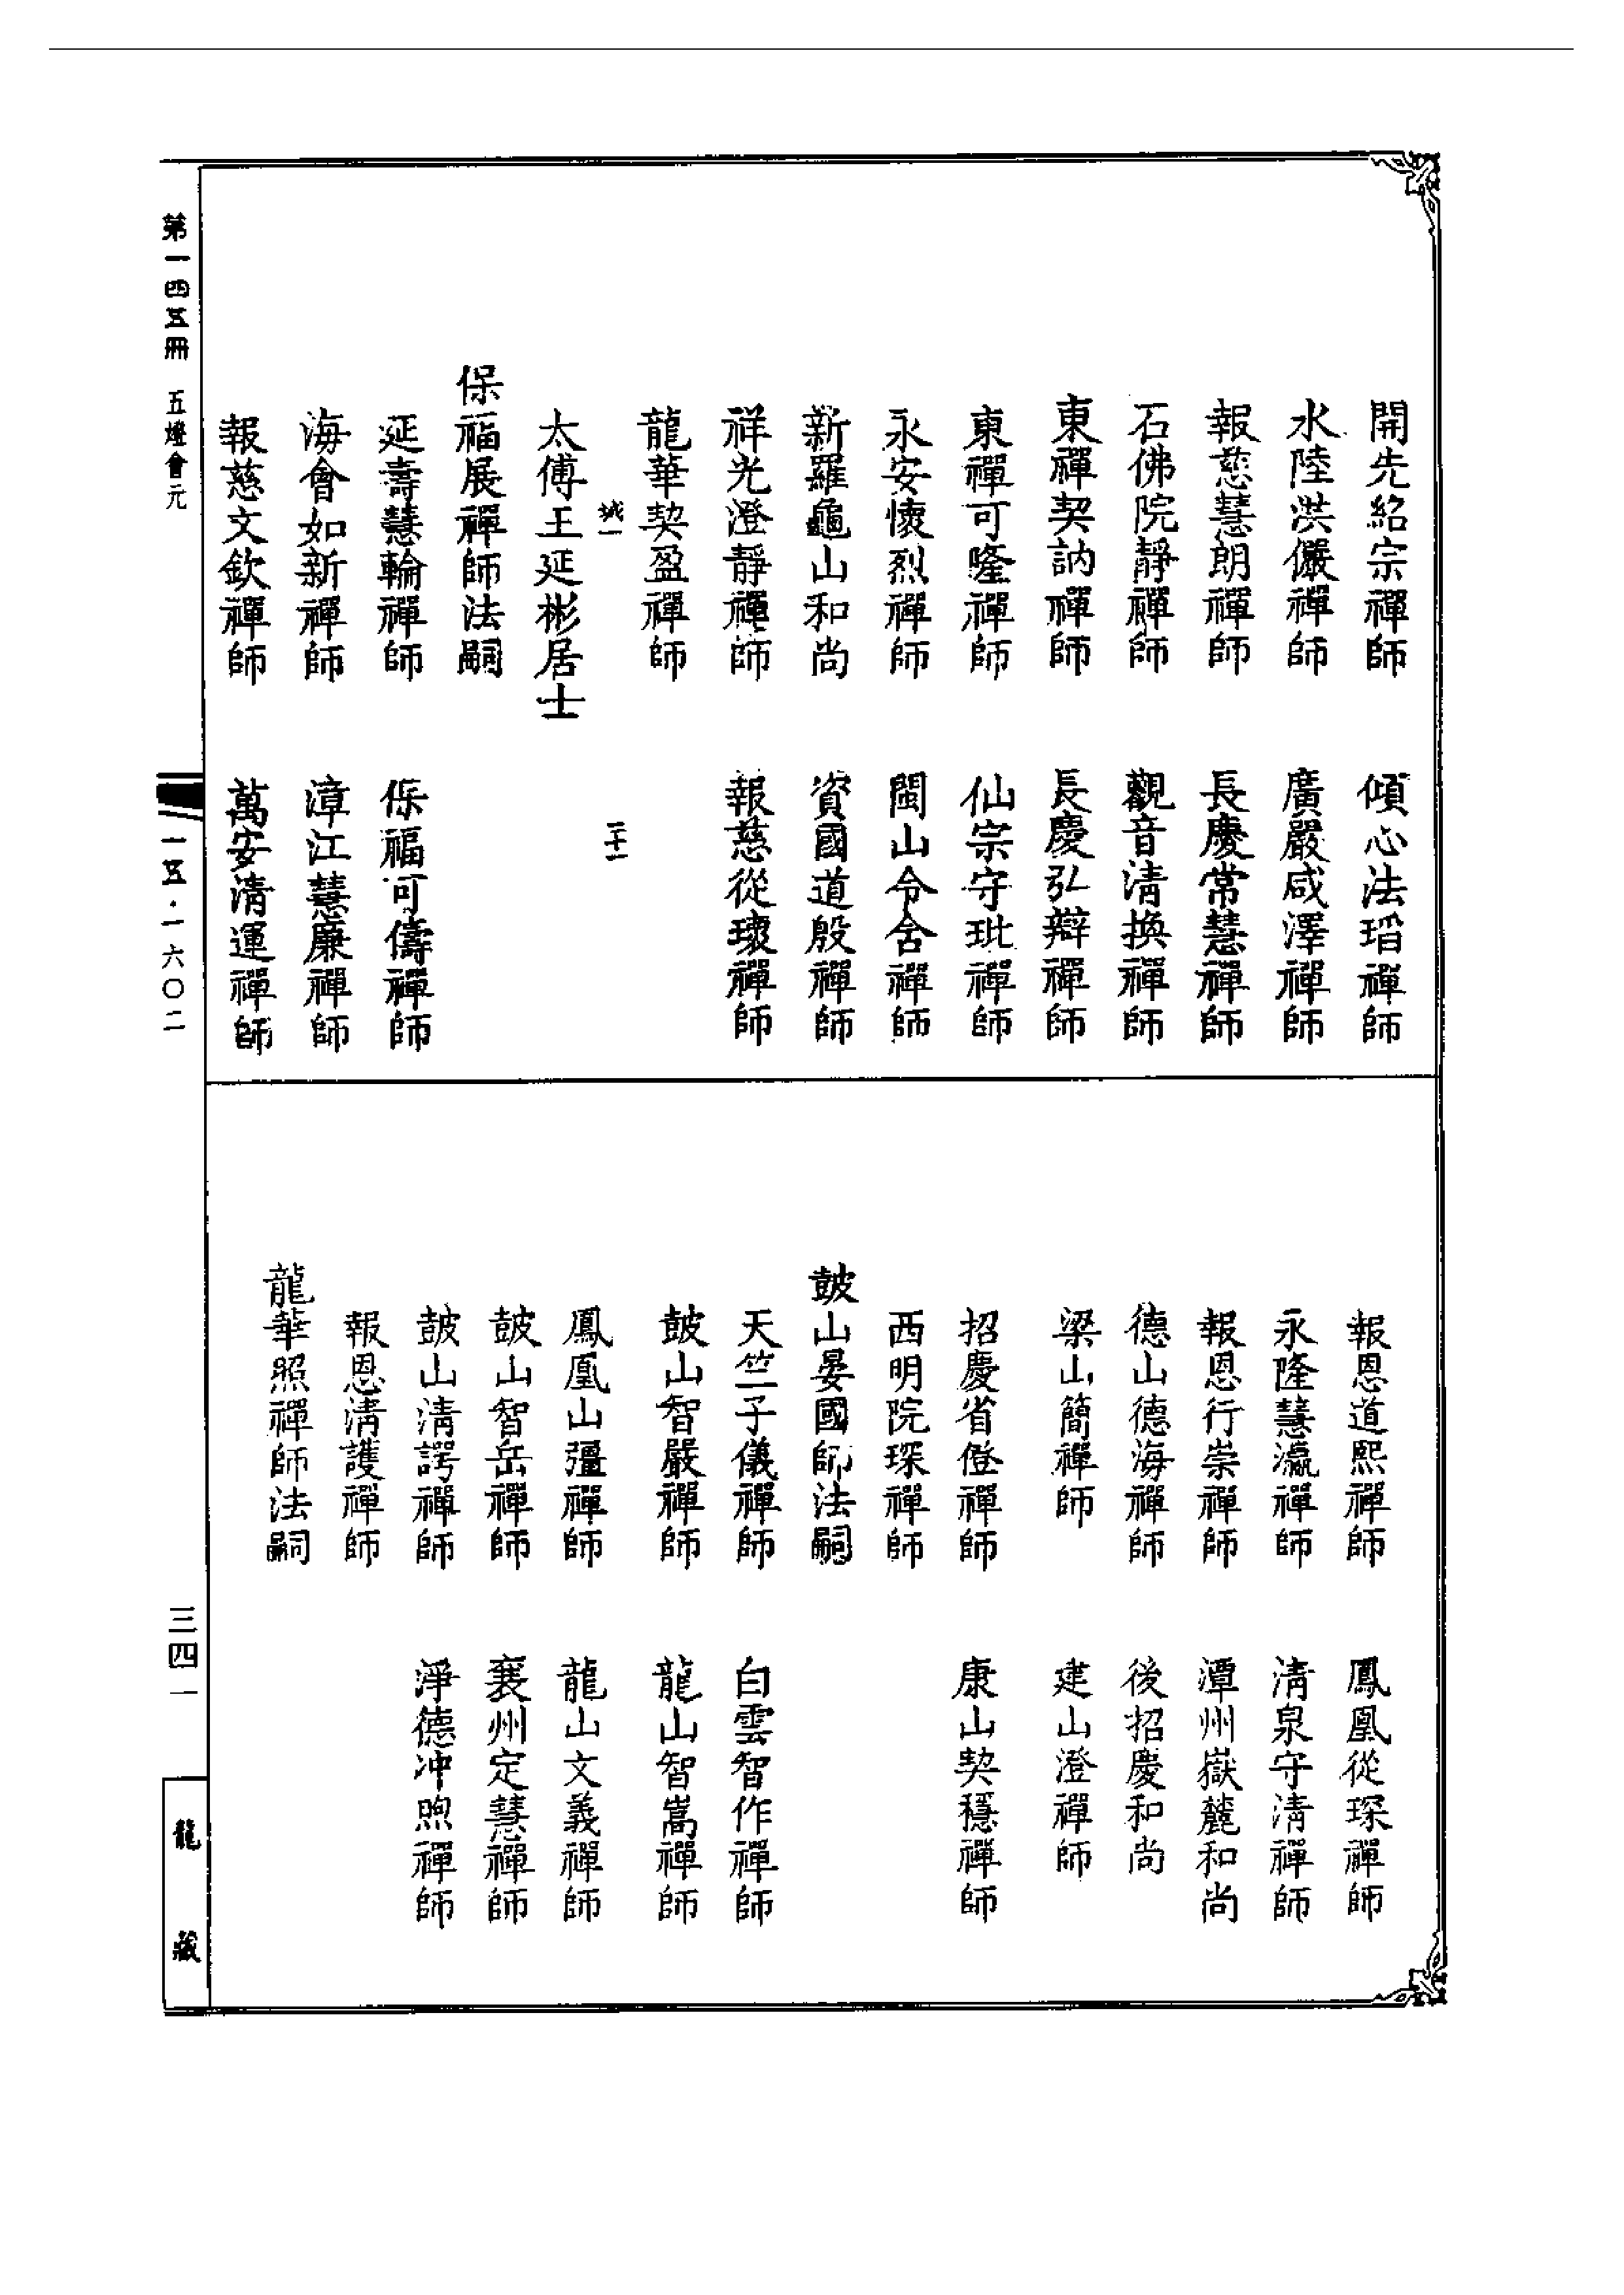 開先紹宗禪師　傾心法瑫禪師
水陸洪儼禪師　廣嚴咸澤禪師
報慈慧朗禪師　長慶常慧禪師
石佛院靜禪師　觀音清換禪師
東禪契訥禪師　長慶弘辯禪師
東禪可隆禪師　仙宗守玭禪師
永安懷烈禪師　閩山令含禪師
新羅龜山和尚　資國道殷禪師
祥光澄靜禪師　報慈從瓌禪師
龍華契盈禪師
城一　二十一
太傅王延彬居士
保福展禪師法嗣
延壽慧輪禪師　保福可儔禪師
海會如新禪師　漳江慧廉禪師
報慈文欽禪師　萬安清運禪師
報恩道熙禪師　鳳凰從琛禪師
永隆慧瀛禪師　清泉守清禪師
報恩行崇禪師　潭州嶽麓和尚
德山德海禪師　後招慶和尚
梁山簡禪師　建山澄禪師
招慶省僜禪師　康山契穩禪師
西明院琛禪師
鼓山晏國師法嗣
天竺子儀禪師　白雲智作禪師
鼓山智嚴禪師　龍山智嵩禪師
鳳凰山彊禪師　龍山文義禪師
鼓山智岳禪師　襄州定慧禪師
鼓山清諤禪師　淨德冲煦禪師
報恩清護禪師
龍華照禪師法嗣
第一四五冊　五燈會元
一五・一六〇二
三四一
龍藏